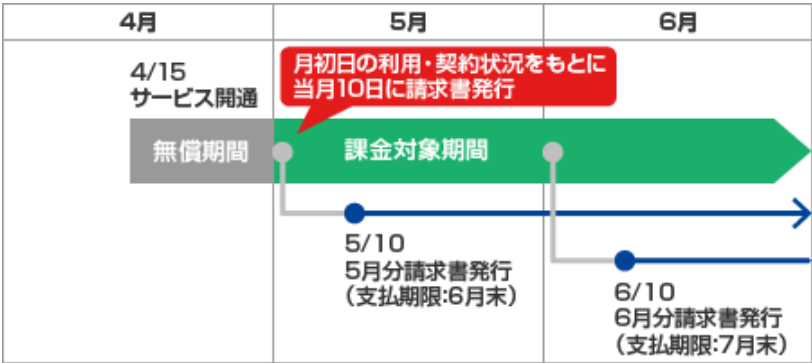 4月
5月
6月
4/15
サービス開通
月初日の利用・契約状況をもとに
当月10日に請求書発行
無償期間
課金対象期間
5/10
5月分請求書発行
(支払期限:6月末)
6/10
6月分請求書発行
(支払期限:7月末)